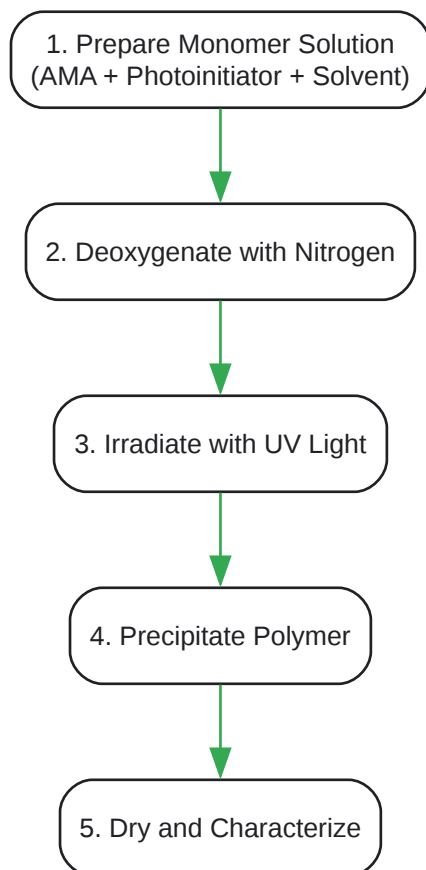 1. Prepare Monomer Solution
(AMA + Photoinitiator + Solvent)
2. Deoxygenate with Nitrogen
3. Irradiate with UV Light
4. Precipitate Polymer
5. Dry and Characterize